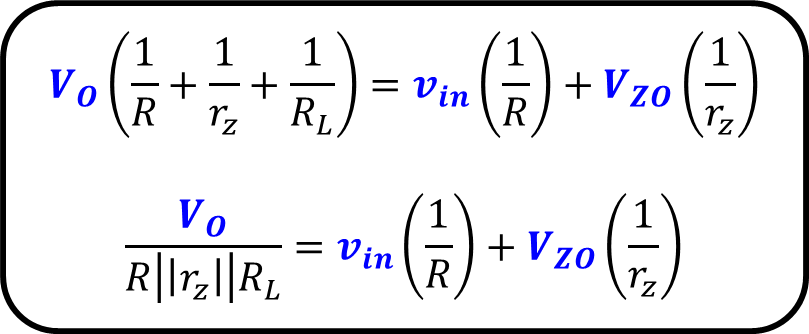 V_O (1/R + 1/r_z + 1/R_L) = v_in (1/R) + V_ZO (1/r_z)
V_O / (R||r_z||R_L) = v_in (1/R) + V_ZO (1/r_z)